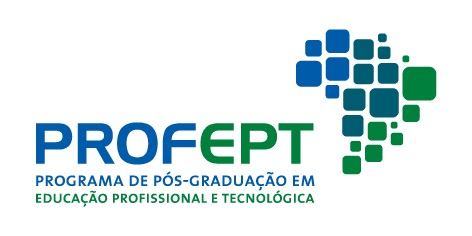 PROFEPT
PROGRAMA DE PÓS-GRADUAÇÃO EM
EDUCAÇÃO PROFISSIONAL E TECNOLÓGICA